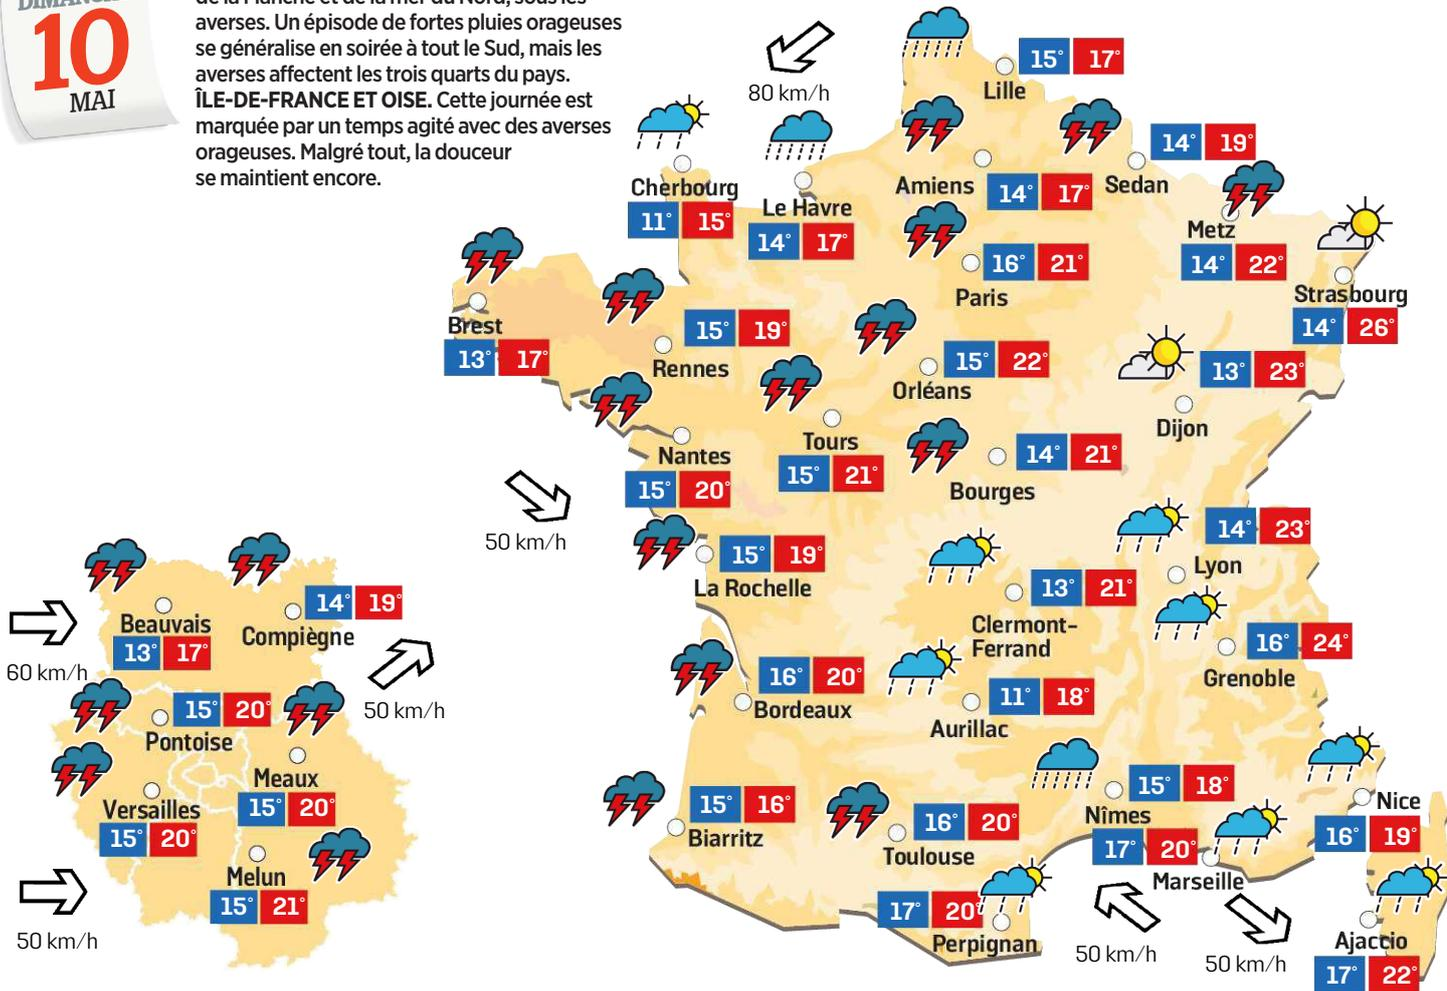 DIMANCHE
10
MAI
de la Manche et de la mer du Nord, sous les
averses. Un épisode de fortes pluies orageuses
se généralise en soirée à tout le Sud, mais les
averses affectent les trois quarts du pays.
ÎLE-DE-FRANCE ET OISE. Cette journée est
marquée par un temps agité avec des averses
orageuses. Malgré tout, la douceur
se maintient encore.
80 km/h
15° 17°
Lille
14° 19°
Sedan
Amiens
14° 17°
Cherbourg
11° 15°
Le Havre
14° 17°
Metz
14° 22°
16° 21°
Paris
Strasbourg
14° 26°
Brest
13° 17°
15° 19°
Rennes
15° 22°
Orléans
13° 23°
Dijon
Tours
15° 21°
Nantes
15° 20°
14° 21°
Bourges
50 km/h
15° 19°
La Rochelle
14° 23°
Lyon
13° 21°
Clermont-
Ferrand
16° 24°
Grenoble
16° 20°
Bordeaux
11° 18°
Aurillac
15° 16°
Biarritz
16° 20°
Toulouse
15° 18°
Nîmes
17° 20°
Marseille
Nice
16° 19°
17° 20°
Perpignan
50 km/h
50 km/h
Ajaccio
17° 22°
Beauvais
13° 17°
14° 19°
Compiègne
60 km/h
50 km/h
15° 20°
Pontoise
Meaux
15° 20°
Versailles
15° 20°
Melun
15° 21°
50 km/h